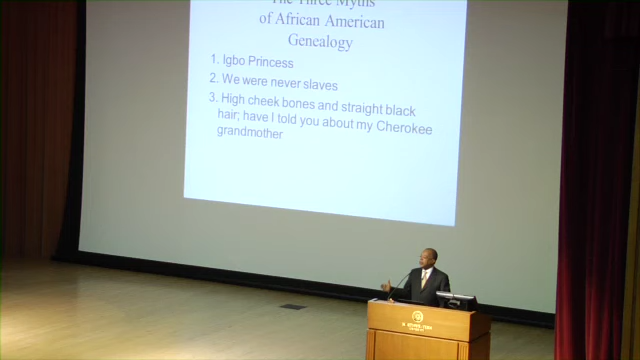 The Three Myths
of African American
Genealogy
1. Igbo Princess
2. We were never slaves
3. High cheek bones and straight black
hair; have I told you about my Cherokee
grandmother